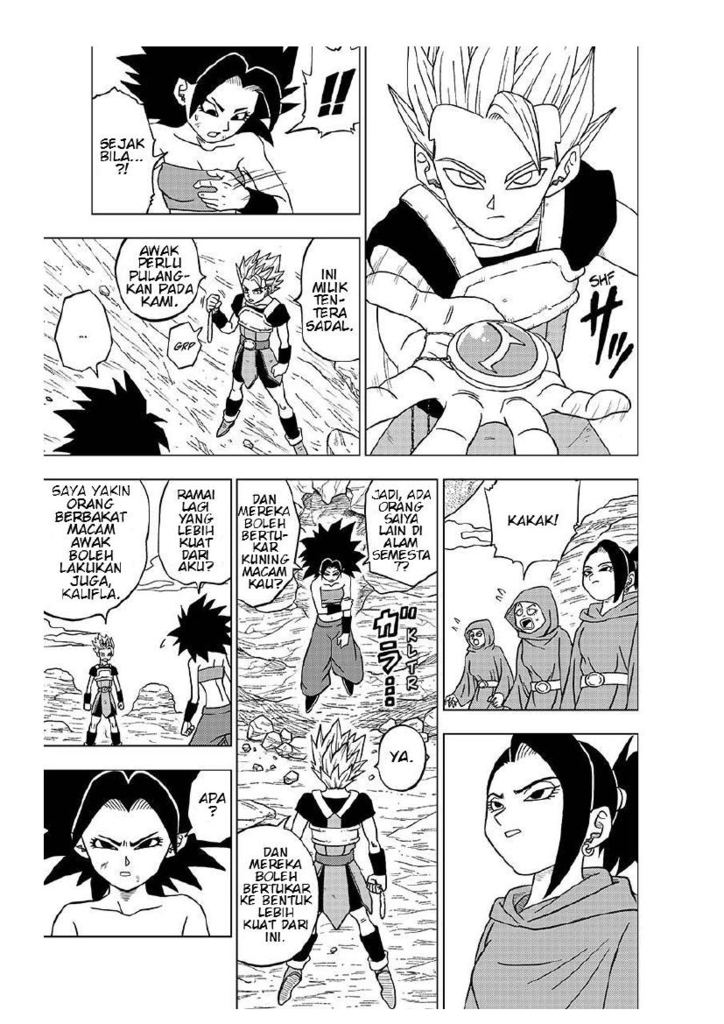 SHF
!!
SEJAK
BILA...
?!
INI
MILIK
TEN-
TERA
SADAL.
AWAK
PERLU
PULANG-
KAN PADA
KAMI.
GRP
...
KAKAK!
JADI, ADA
ORANG
SAIYA
LAIN DI
ALAM
SEMESTA
T?
DAN
MEREKA
BOLEH
BERTU-
KAR
KUNING
MACAM
KAU?
ガラ...
KLTR
YA.
DAN
MEREKA
BOLEH
BERTUKAR
KE BENTUK
LEBIH
KUAT DARI
INI.
RAMAI
LAGI
YANG
LEBIH
KUAT
DARI
AKU?
SAYA YAKIN
ORANG
BERBAKAT
MACAM
AWAK
BOLEH
LAKUKAN
JUGA,
KALIFLA.
APA
?